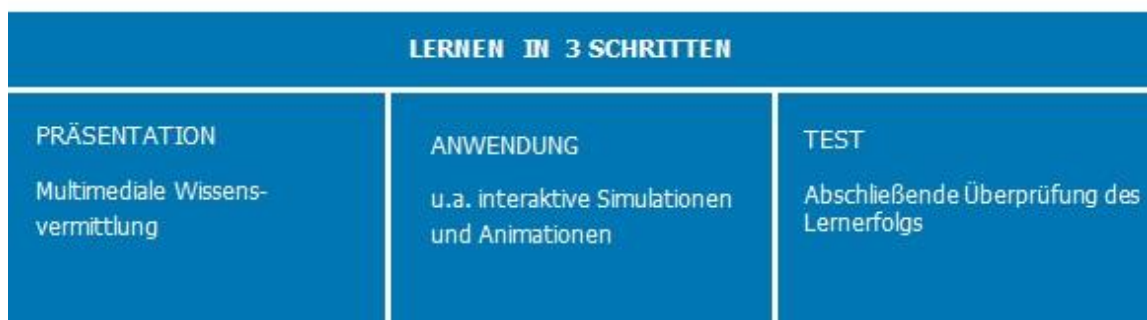 LERNEN IN 3 SCHRITTEN
PRÄSENTATION
Multimediale Wissens-
vermittlung
ANWENDUNG
u.a. interaktive Simulationen
und Animationen
TEST
Abschließende Überprüfung des
Lernerfolgs